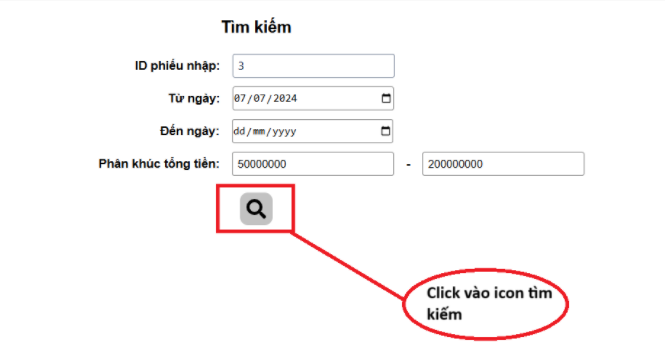 Tìm kiếm
ID phiếu nhập: 3
Từ ngày: 07/07/2024
Đến ngày: dd/mm/yyyy
Phân khúc tổng tiền: 50000000 - 200000000
Click vào icon tìm
kiếm